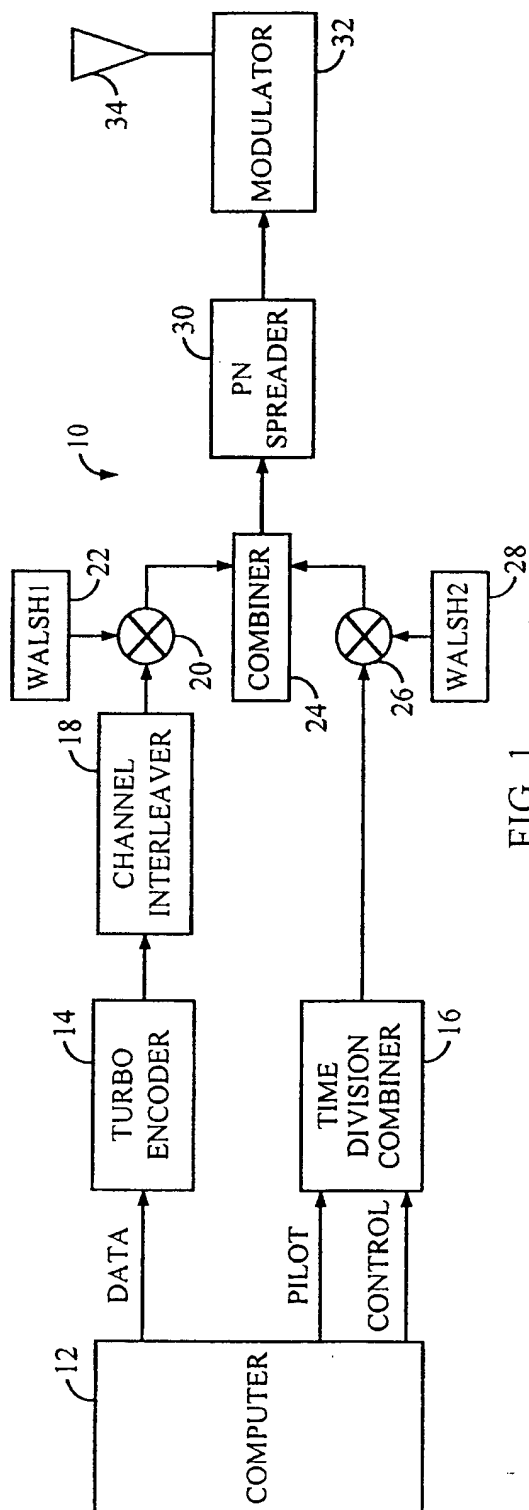 12
COMPUTER
DATA
PILOT
CONTROL
14
TURBO
ENCODER
TIME
DIVISION
COMBINER
16
18
CHANNEL
INTERLEAVER
WALSH1
22
20
10
COMBINER
24
26
WALSH2
28
30
PN
SPREADER
34
MODULATOR
32
FIG. 1